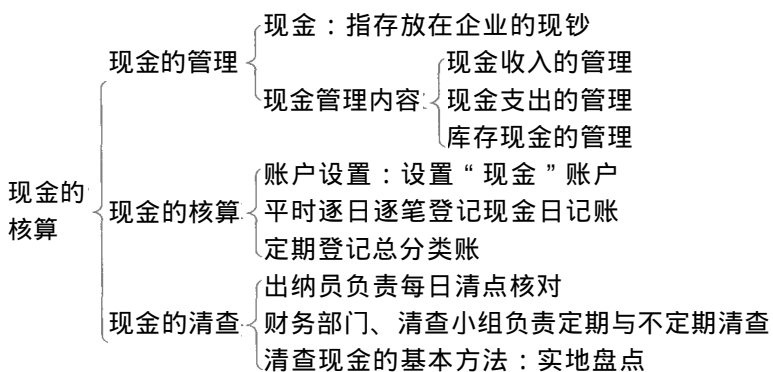 现金的核算
现金的管理
现金：指存放在企业的现钞
现金管理内容
现金收入的管理
现金支出的管理
库存现金的管理
现金的核算
账户设置：设置“现金”账户
平时逐日逐笔登记现金日记账
定期登记总分类账
现金的清查
出纳员负责每日清点核对
财务部门、清查小组负责定期与不定期清查
清查现金的基本方法：实地盘点